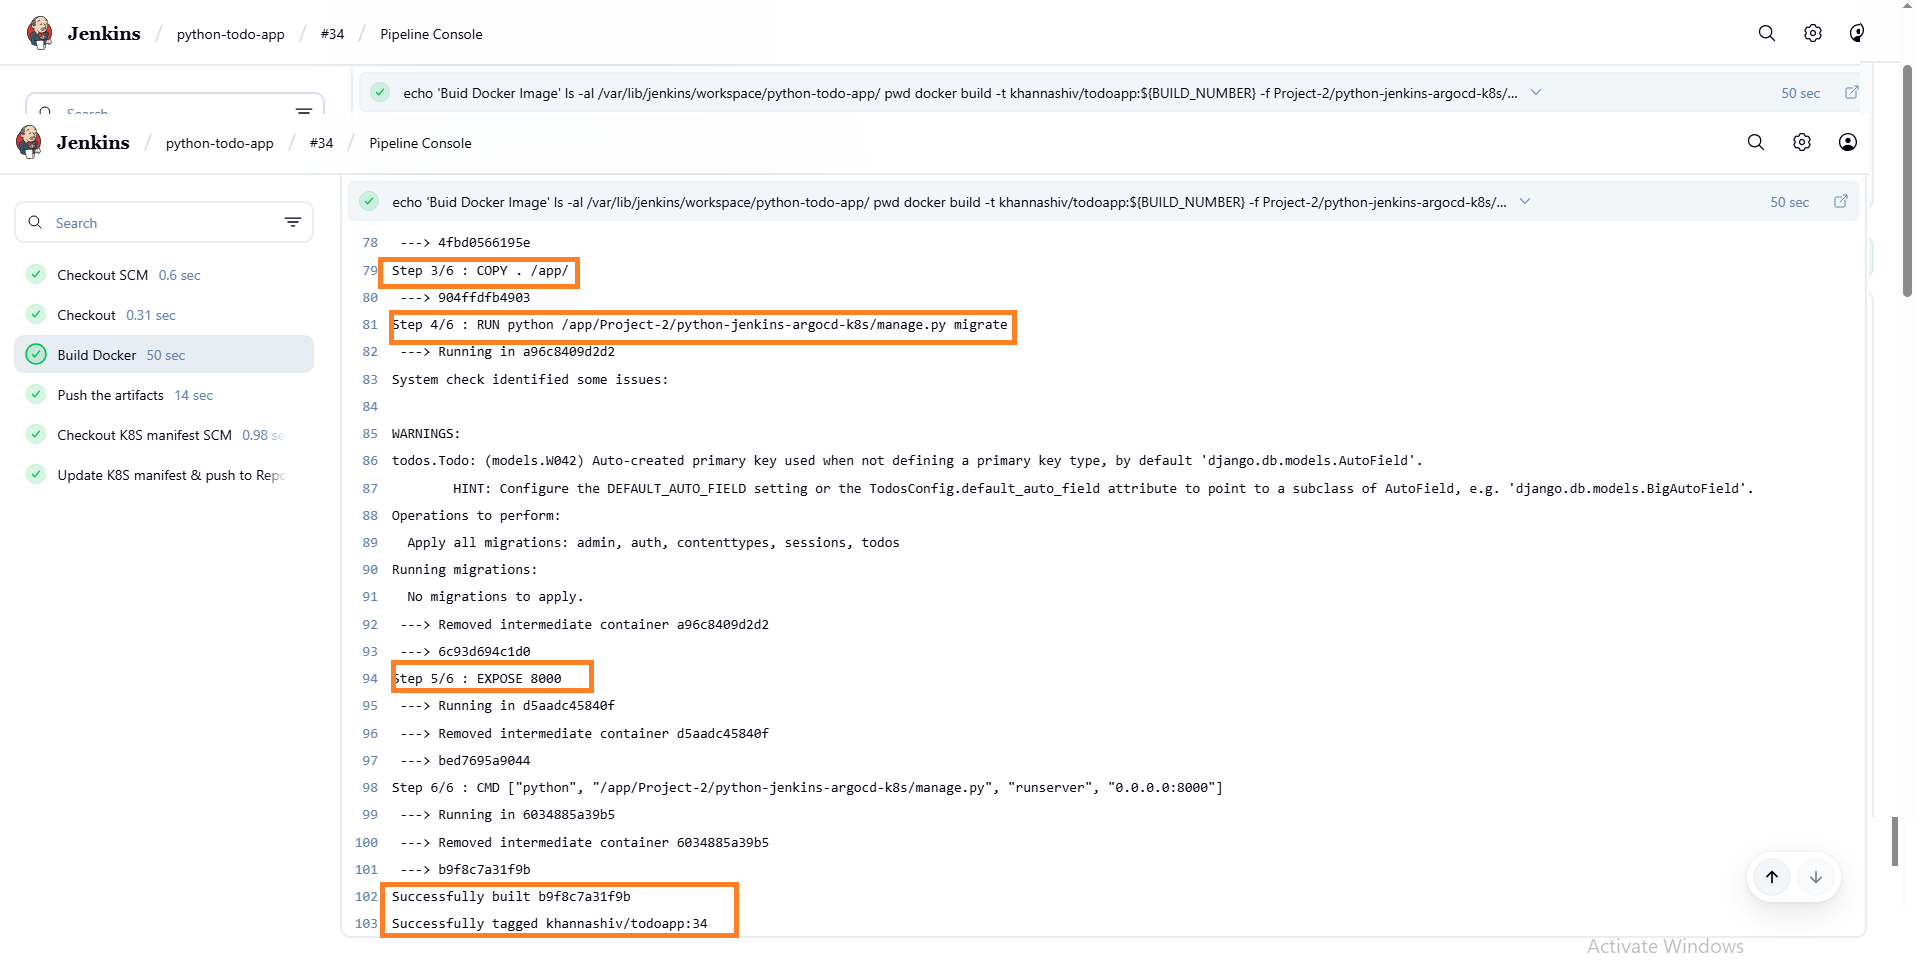 Jenkins / python-todo-app / #34 / Pipeline Console
echo 'Buid Docker Image' ls -al /var/lib/jenkins/workspace/python-todo-app/ pwd docker build -t khannashiv/todoapp:${BUILD_NUMBER} -f Project-2/python-jenkins-argocd-k8s/... 50 sec
Search
Jenkins / python-todo-app / #34 / Pipeline Console
echo 'Buid Docker Image' ls -al /var/lib/jenkins/workspace/python-todo-app/ pwd docker build -t khannashiv/todoapp:${BUILD_NUMBER} -f Project-2/python-jenkins-argocd-k8s/... 50 sec
Search
Checkout SCM 0.6 sec
Checkout 0.31 sec
Build Docker 50 sec
Push the artifacts 14 sec
Checkout K8S manifest SCM 0.98 se
Update K8S manifest & push to Repo
78 ---> 4fbd0566195e
79 Step 3/6 : COPY . /app/
80 ---> 904ffdfb4903
81 Step 4/6 : RUN python /app/Project-2/python-jenkins-argocd-k8s/manage.py migrate
82 ---> Running in a96c8409d2d2
83 System check identified some issues:
84
85 WARNINGS:
86 todos.Todo: (models.W042) Auto-created primary key used when not defining a primary key type, by default 'django.db.models.AutoField'.
87 HINT: Configure the DEFAULT_AUTO_FIELD setting or the TodosConfig.default_auto_field attribute to point to a subclass of AutoField, e.g. 'django.db.models.BigAutoField'.
88 Operations to perform:
89 Apply all migrations: admin, auth, contenttypes, sessions, todos
90 Running migrations:
91 No migrations to apply.
92 ---> Removed intermediate container a96c8409d2d2
93 ---> 6c93d694c1d0
94 Step 5/6 : EXPOSE 8000
95 ---> Running in d5aadc45840f
96 ---> Removed intermediate container d5aadc45840f
97 ---> bed7695a9044
98 Step 6/6 : CMD ["python", "/app/Project-2/python-jenkins-argocd-k8s/manage.py", "runserver", "0.0.0.0:8000"]
99 ---> Running in 6034885a39b5
100 ---> Removed intermediate container 6034885a39b5
101 ---> b9f8c7a31f9b
102 Successfully built b9f8c7a31f9b
103 Successfully tagged khannashiv/todoapp:34
Activate Windows